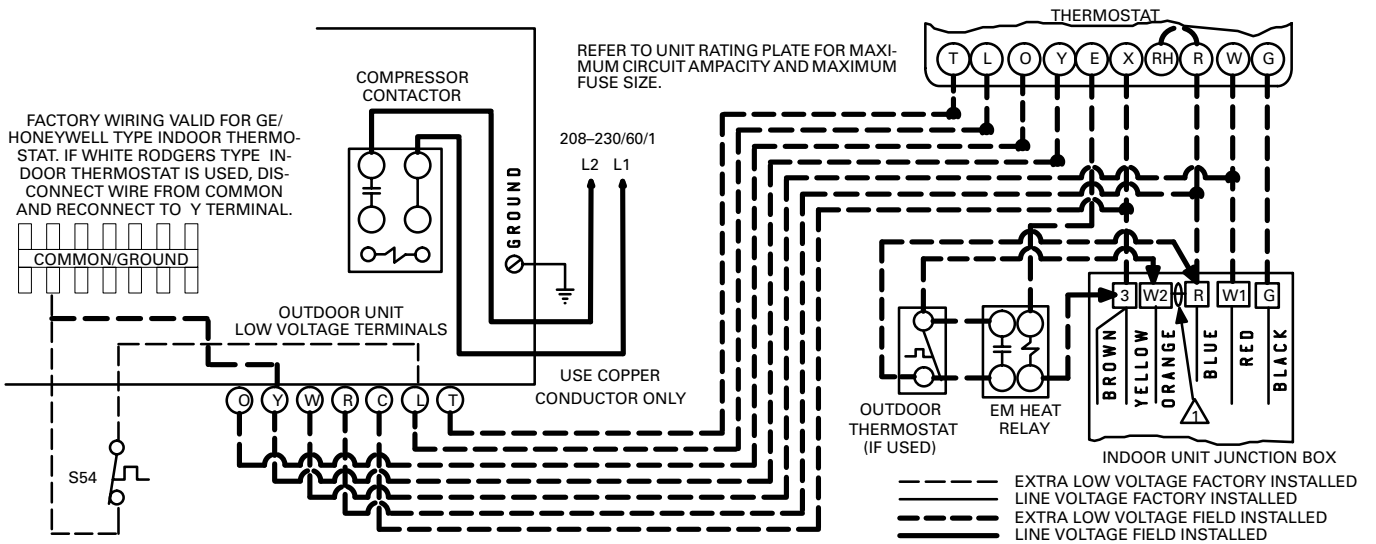 THERMOSTAT
REFER TO UNIT RATING PLATE FOR MAXI-
MUM CIRCUIT AMPACITY AND MAXIMUM
FUSE SIZE.
T L O Y E X RH R W G
COMPRESSOR
CONTACTOR
FACTORY WIRING VALID FOR GE/
HONEYWELL TYPE INDOOR THERMO-
STAT. IF WHITE RODGERS TYPE IN-
DOOR THERMOSTAT IS USED, DIS-
CONNECT WIRE FROM COMMON
AND RECONNECT TO Y TERMINAL.
208–230/60/1
L2 L1
GROUND
COMMON/GROUND
OUTDOOR UNIT
LOW VOLTAGE TERMINALS
3 W2 R W1 G
BROWN
YELLOW
ORANGE
BLUE
RED
BLACK
1
USE COPPER
CONDUCTOR ONLY
O Y W R C L T
OUTDOOR
THERMOSTAT
(IF USED)
EM HEAT
RELAY
INDOOR UNIT JUNCTION BOX
S54
EXTRA LOW VOLTAGE FACTORY INSTALLED
LINE VOLTAGE FACTORY INSTALLED
EXTRA LOW VOLTAGE FIELD INSTALLED
LINE VOLTAGE FIELD INSTALLED